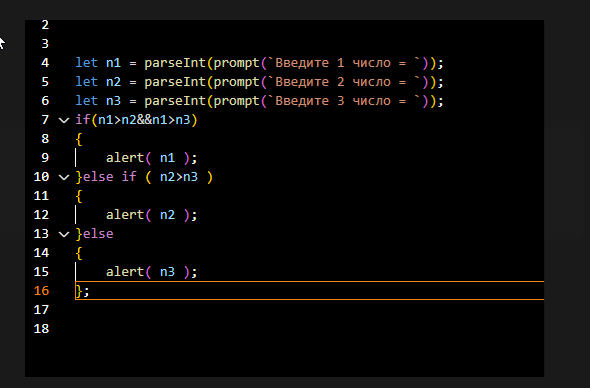 2
3
4 let n1 = parseInt(prompt(`Введите 1 число = `));
5 let n2 = parseInt(prompt(`Введите 2 число = `));
6 let n3 = parseInt(prompt(`Введите 3 число = `));
7 if(n1>n2&&n1>n3)
8 {
9 alert( n1 );
10 }else if ( n2>n3 )
11 {
12 alert( n2 );
13 }else
14 {
15 alert( n3 );
16 };
17
18